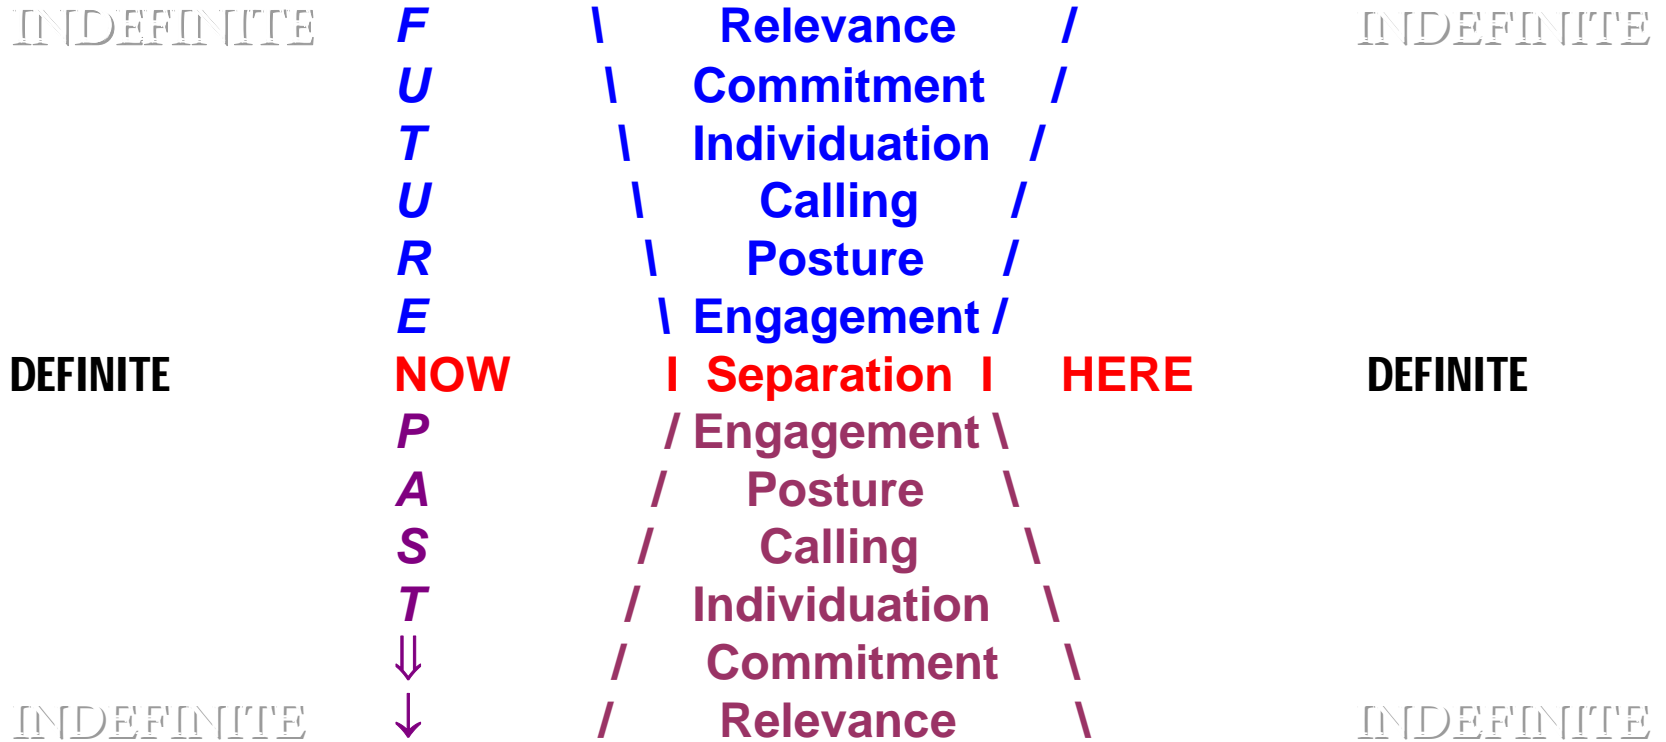 INDEFINITE F \ Relevance / INDEFINITE
U \ Commitment /
T \ Individuation /
U \ Calling /
R \ Posture /
E \ Engagement /
DEFINITE NOW I Separation I HERE DEFINITE
P / Engagement \
A / Posture \
S / Calling \
T / Individuation \
⇓ / Commitment \
INDEFINITE ↓ / Relevance \ INDEFINITE